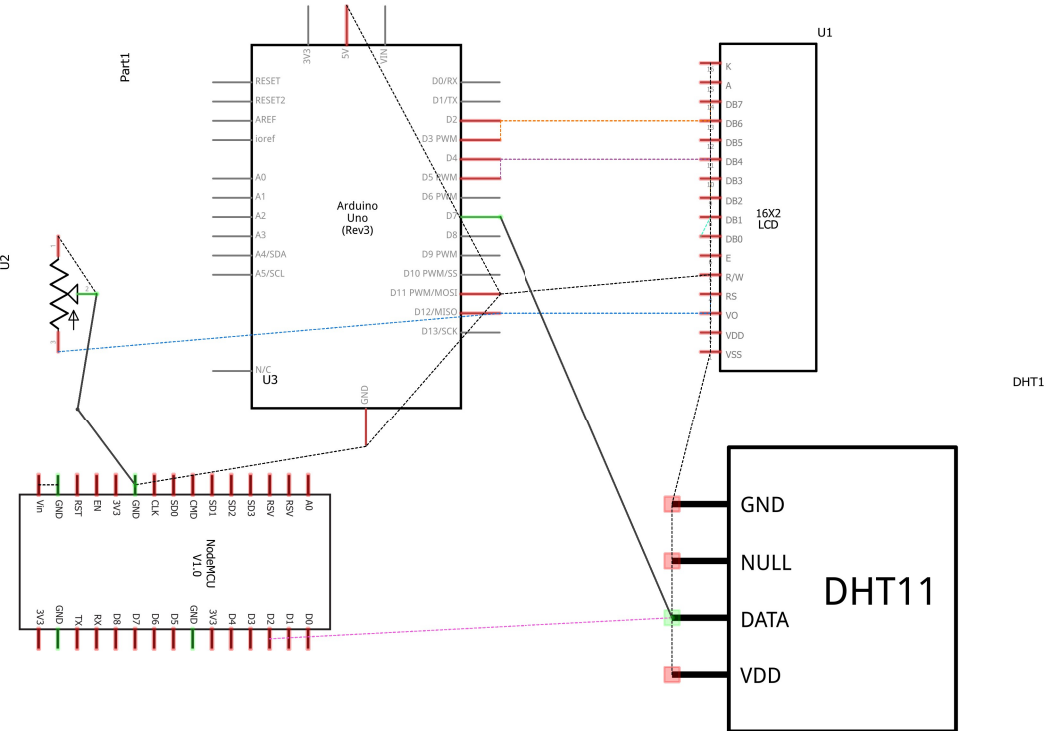 Part1
3V3
5V
VIN
RESET
RESET2
AREF
ioref
A0
A1
A2
A3
A4/SDA
A5/SCL
N/C
Arduino
Uno
(Rev3)
U3
GND
D0/RX
D1/TX
D2
D3 PWM
D4
D5 PWM
D6 PWM
D7
D8
D9 PWM
D10 PWM/SS
D11 PWM/MOSI
D12/MISO
D13/SCK
U1
K
A
DB7
DB6
DB5
DB4
DB3
DB2
DB1
DB0
E
R/W
RS
VO
VDD
VSS
16X2
LCD
U2
1
2
3
Vin
GND
RST
EN
3V3
GND
CLK
SD0
CMD
SD1
SD2
SD3
RSV
RSV
A0
NodeMCU
V1.0
3V3
GND
TX
RX
D8
D7
D6
D5
GND
3V3
D4
D3
D2
D1
D0
DHT1
GND
NULL
DATA
VDD
DHT11